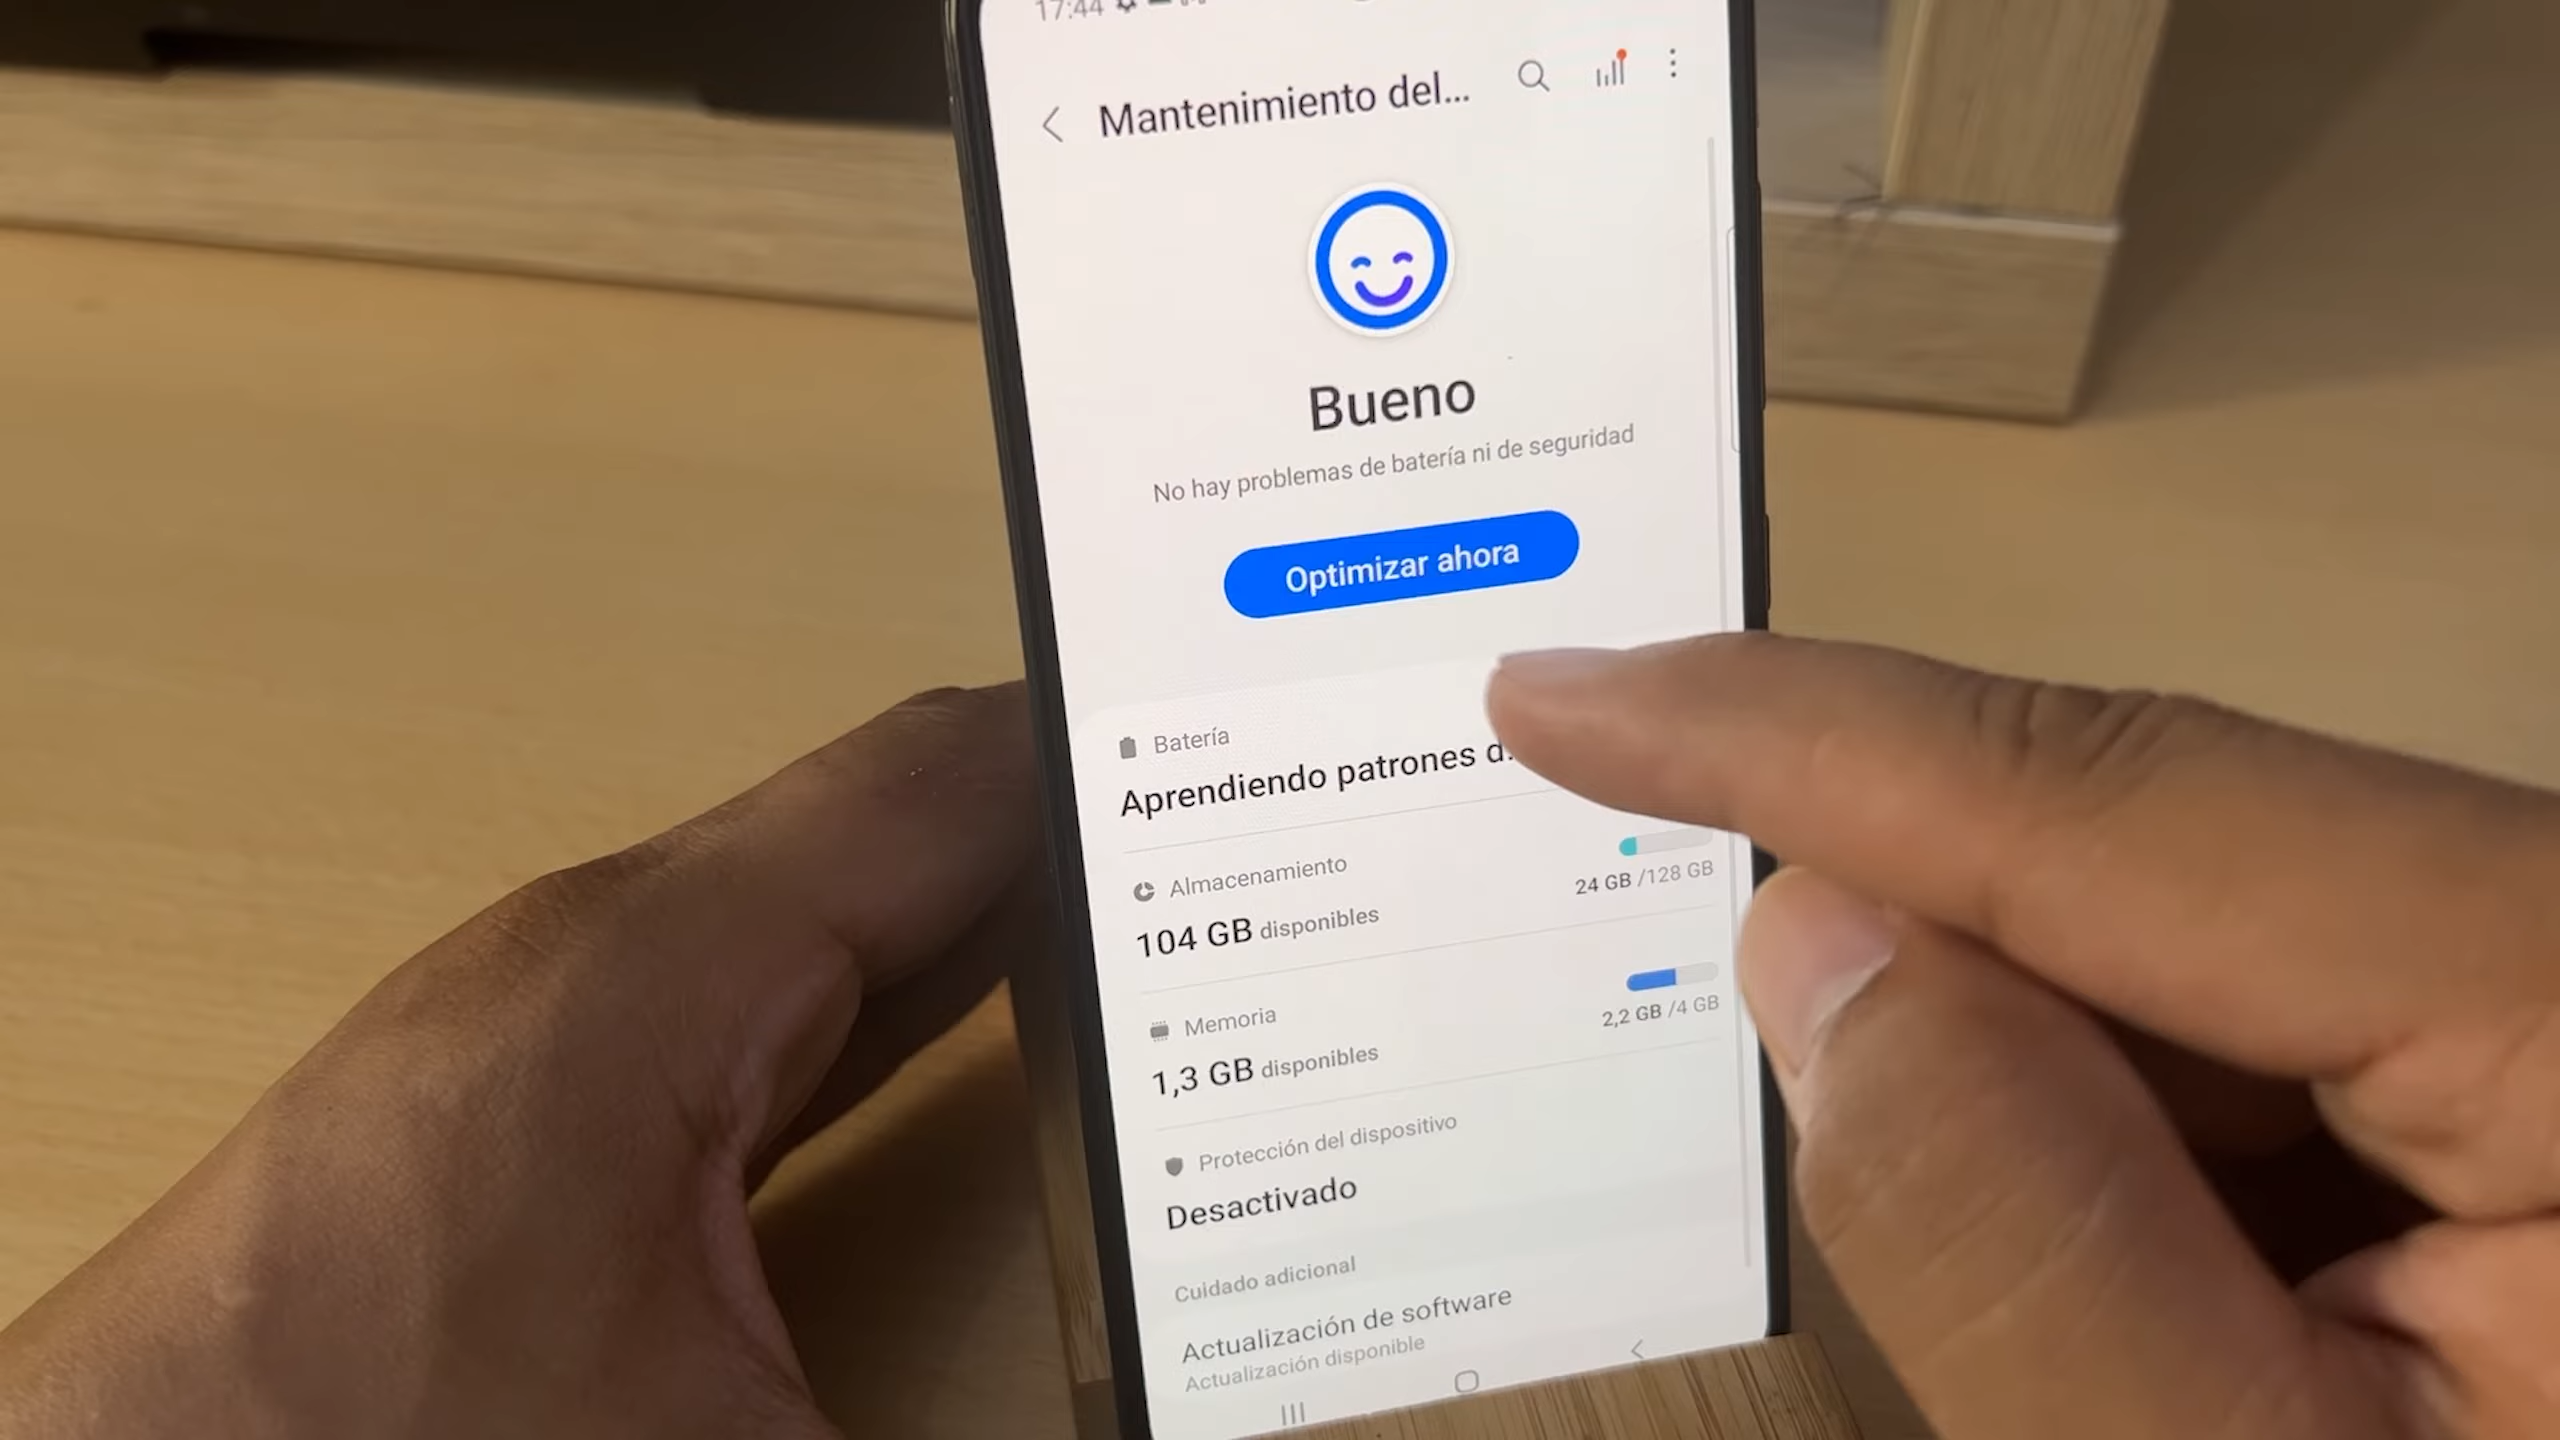 17:44
Mantenimiento del...
Bueno
No hay problemas de batería ni de seguridad
Optimizar ahora
Batería
Aprendiendo patrones d
Almacenamiento
24 GB /128 GB
104 GB disponibles
Memoria
2,2 GB /4 GB
1,3 GB disponibles
Protección del dispositivo
Desactivado
Cuidado adicional
Actualización de software
Actualización disponible